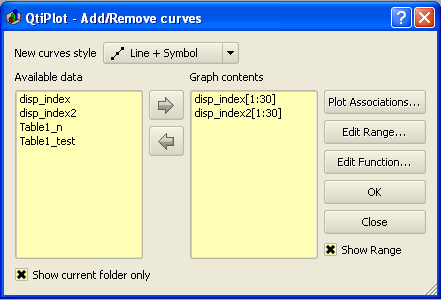 QtiPlot - Add/Remove curves
New curves style
Line + Symbol
Available data
Graph contents
disp_index
disp_index2
Table1_n
Table1_test
disp_index[1:30]
disp_index2[1:30]
Plot Associations...
Edit Range...
Edit Function...
OK
Close
Show Range
Show current folder only